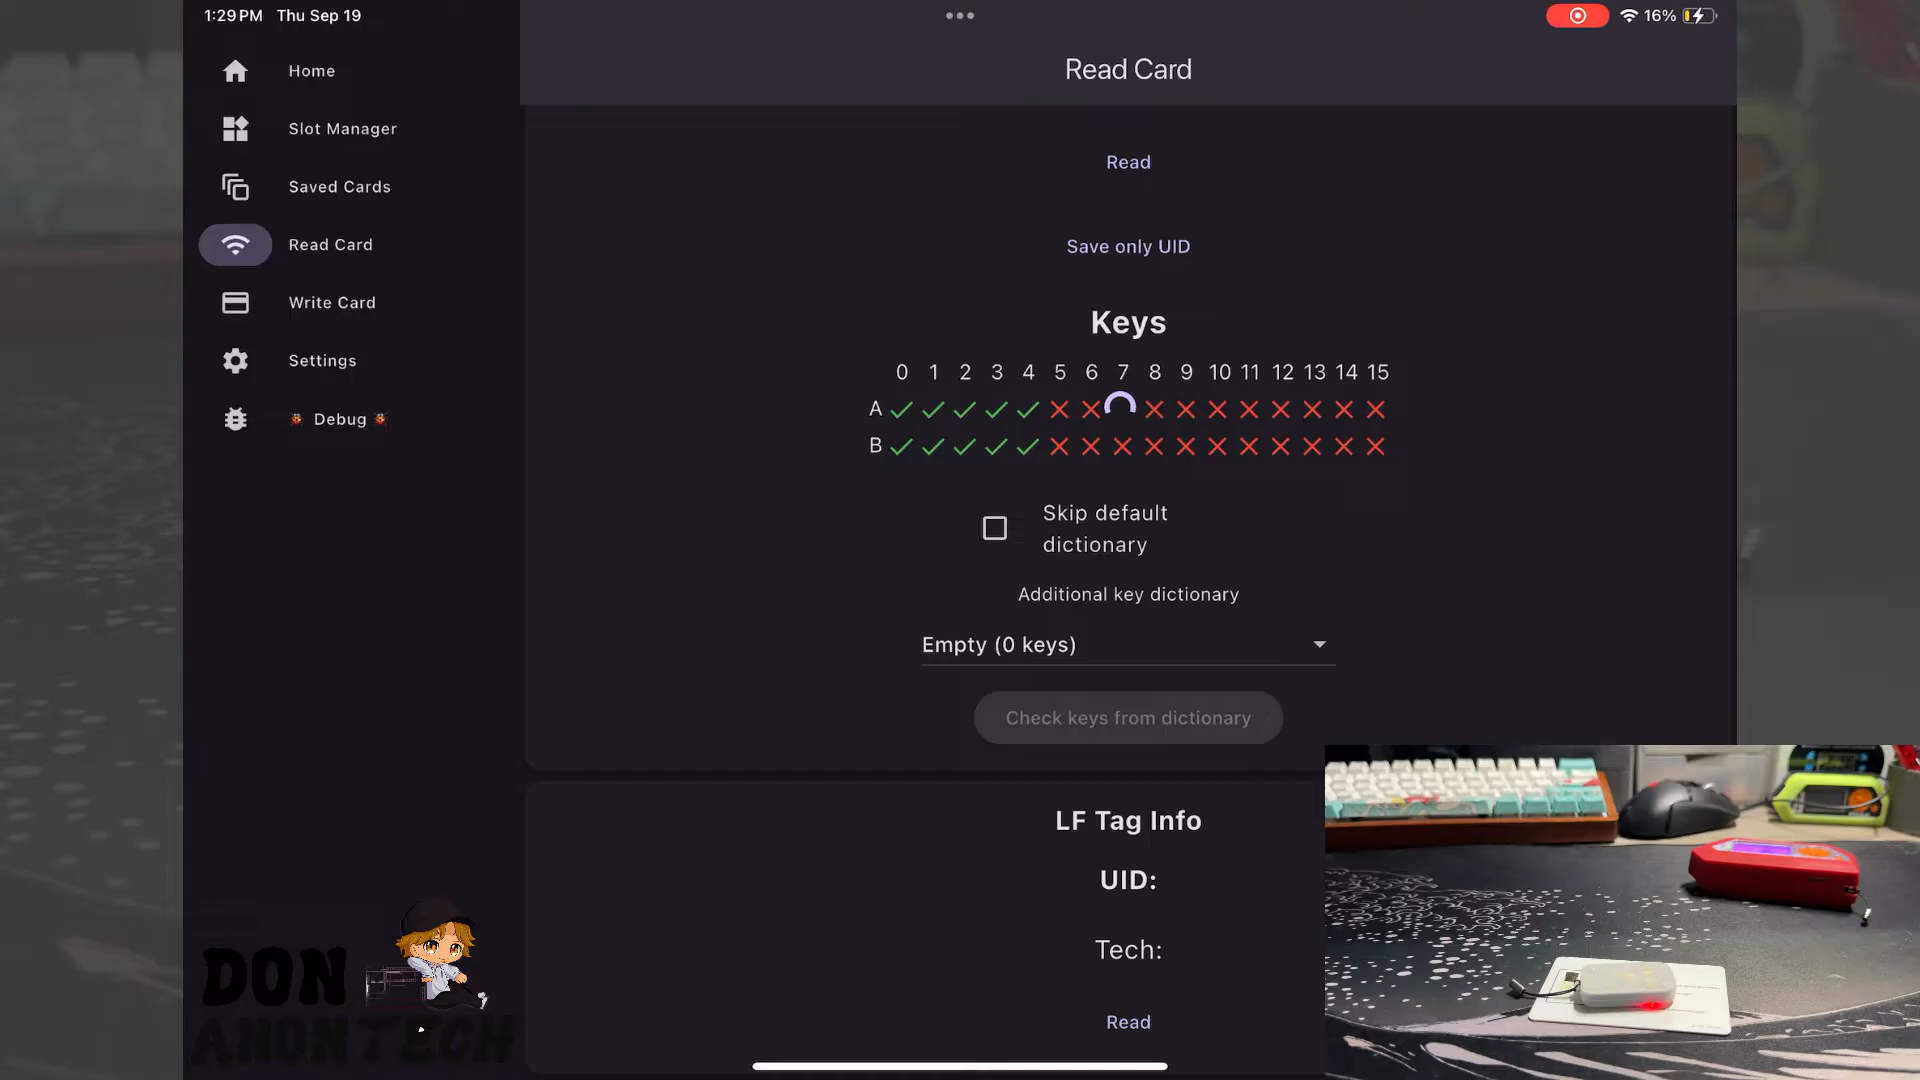 1:29 PM Thu Sep 19
16%
Home
Slot Manager
Saved Cards
Read Card
Write Card
Settings
Debug
Read Card
Read
Save only UID
Keys
0 1 2 3 4 5 6 7 8 9 10 11 12 13 14 15
A
B
Skip default
dictionary
Additional key dictionary
Empty (0 keys)
Check keys from dictionary
LF Tag Info
UID:
Tech:
Read
DON
ANONTECH